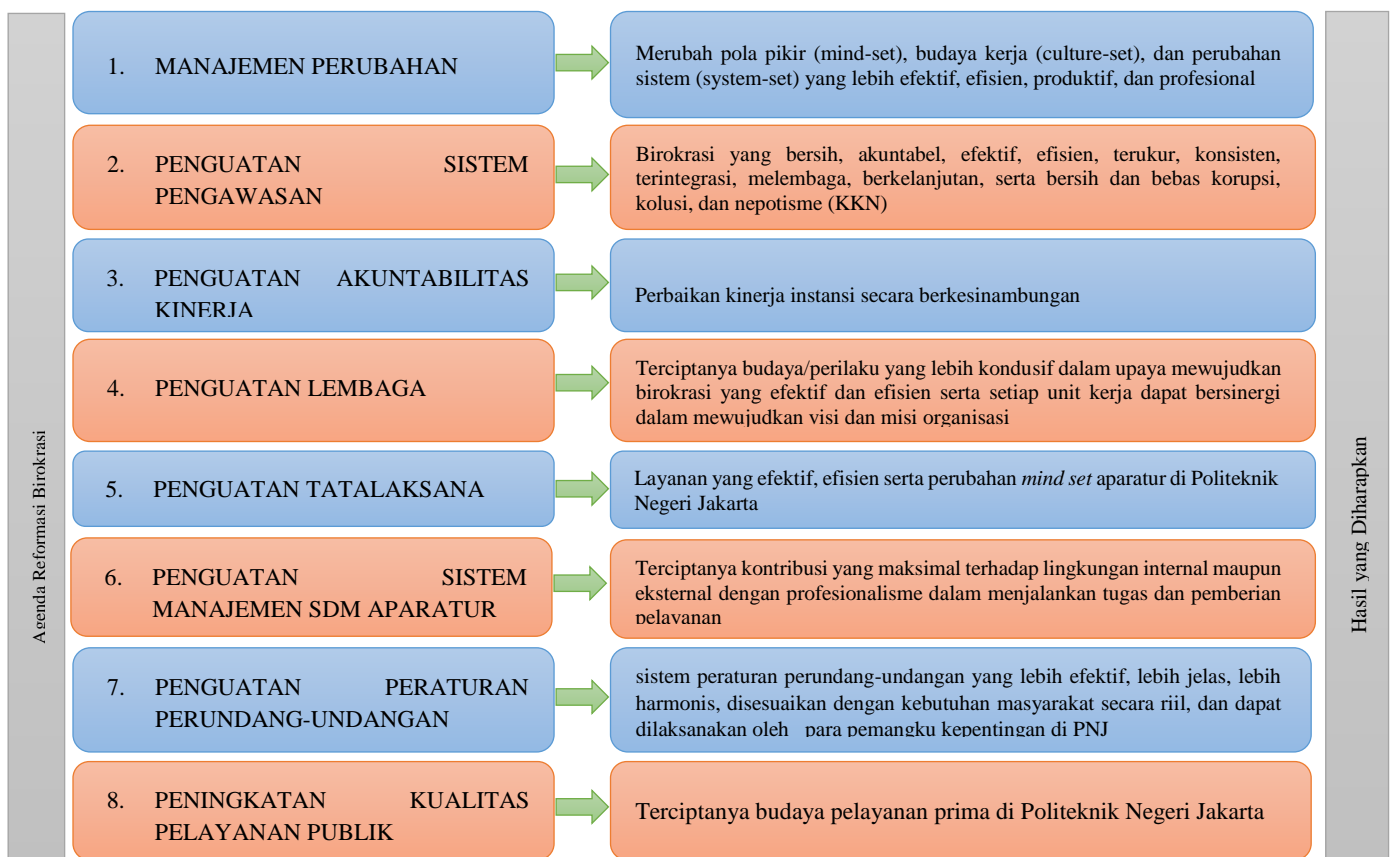 Agenda Reformasi Birokrasi
1. MANAJEMEN PERUBAHAN
Merubah pola pikir (mind-set), budaya kerja (culture-set), dan perubahan
sistem (system-set) yang lebih efektif, efisien, produktif, dan profesional
2. PENGUATAN SISTEM
PENGAWASAN
Birokrasi yang bersih, akuntabel, efektif, efisien, terukur, konsisten,
terintegrasi, melembaga, berkelanjutan, serta bersih dan bebas korupsi,
kolusi, dan nepotisme (KKN)
3. PENGUATAN AKUNTABILITAS
KINERJA
Perbaikan kinerja instansi secara berkesinambungan
4. PENGUATAN LEMBAGA
Terciptanya budaya/perilaku yang lebih kondusif dalam upaya mewujudkan
birokrasi yang efektif dan efisien serta setiap unit kerja dapat bersinergi
dalam mewujudkan visi dan misi organisasi
5. PENGUATAN TATALAKSANA
Layanan yang efektif, efisien serta perubahan mind set aparatur di Politeknik
Negeri Jakarta
6. PENGUATAN SISTEM
MANAJEMEN SDM APARATUR
Terciptanya kontribusi yang maksimal terhadap lingkungan internal maupun
eksternal dengan profesionalisme dalam menjalankan tugas dan pemberian
pelayanan
7. PENGUATAN PERATURAN
PERUNDANG-UNDANGAN
sistem peraturan perundang-undangan yang lebih efektif, lebih jelas, lebih
harmonis, disesuaikan dengan kebutuhan masyarakat secara riil, dan dapat
dilaksanakan oleh para pemangku kepentingan di PNJ
8. PENINGKATAN KUALITAS
PELAYANAN PUBLIK
Terciptanya budaya pelayanan prima di Politeknik Negeri Jakarta
Hasil yang Diharapkan